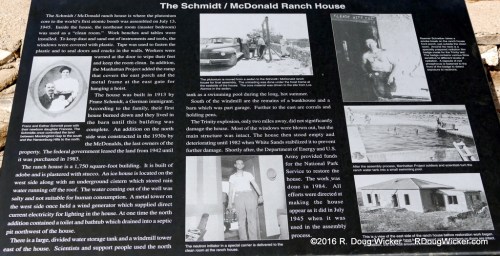 The Schmidt / McDonald Ranch House
The Schmidt / McDonald ranch house is where the plutonium
core to the world's first atomic bomb was assembled on July 13,
1945. Inside the house, the northeast room (master bedroom)
was used as a "clean room". Work benches and tables were
installed. To keep dust and sand out of instruments and tools, the
windows were covered with plastic. Tape was used to fasten the
plastic and to seal doors and cracks in the walls. Workers were
warned at the door to wipe their feet
and keep the room clean. In addition,
the Manhattan Project added the ramp
that covers the east porch and the
metal frame at the east gate for
hanging a hoist.
The house was built in 1913 by
Franz Schmidt, a German immigrant.
According to the family, their first
house burned down and they lived in
the barn until this building was
complete. An addition on the north
side was constructed in the 1930s by
the McDonalds, the last owners of the
property. The federal government leased the land from 1942 until
it was purchased in 1983.
The ranch house is a 1,750 square-foot building. It is built of
adobe and is plastered with stucco. An ice house is located on the
west side along with an underground cistern which stored rain
water running off the roof. The water coming out of the well was
salty and not suitable for human consumption. A metal tower on
the west side once held a wind generator which supplied direct
current electricity for lighting in the house. At one time the north
addition contained a toilet and bathtub which drained into a septic
pit northwest of the house.
There is a large, divided water storage tank and a windmill tower
east of the house. Scientists and support people used the north
tank as a swimming pool during the long, hot summer.
South of the windmill are the remains of a bunkhouse and a
barn which was part garage. Further to the east are corrals and
holding pens.
The Trinity explosion, only two miles away, did not significantly
damage the house. Most of the windows were blown out, but the
main structure was intact. The house then stood empty and
deteriorating until 1982 when White Sands stabilized it to prevent
further damage. Shortly after, the Department of Energy and U.S.
Army provided funds
for the National Park
Service to restore the
house. The work was
done in 1984. All
efforts were directed at
making the house
appear as it did in July
1945 when it was
used in the assembly
process.
clean room at the ranch house.
©2016 R. Doug Wicker — RDougWicker.com